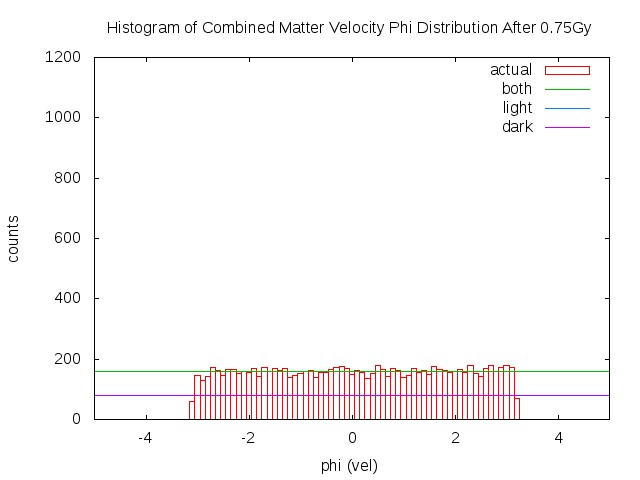 Histogram of Combined Matter Velocity Phi Distribution After 0.75Gy
1200
1000
800
600
400
200
0
counts
actual
both
light
dark
-4
-2
0
2
4
phi (vel)